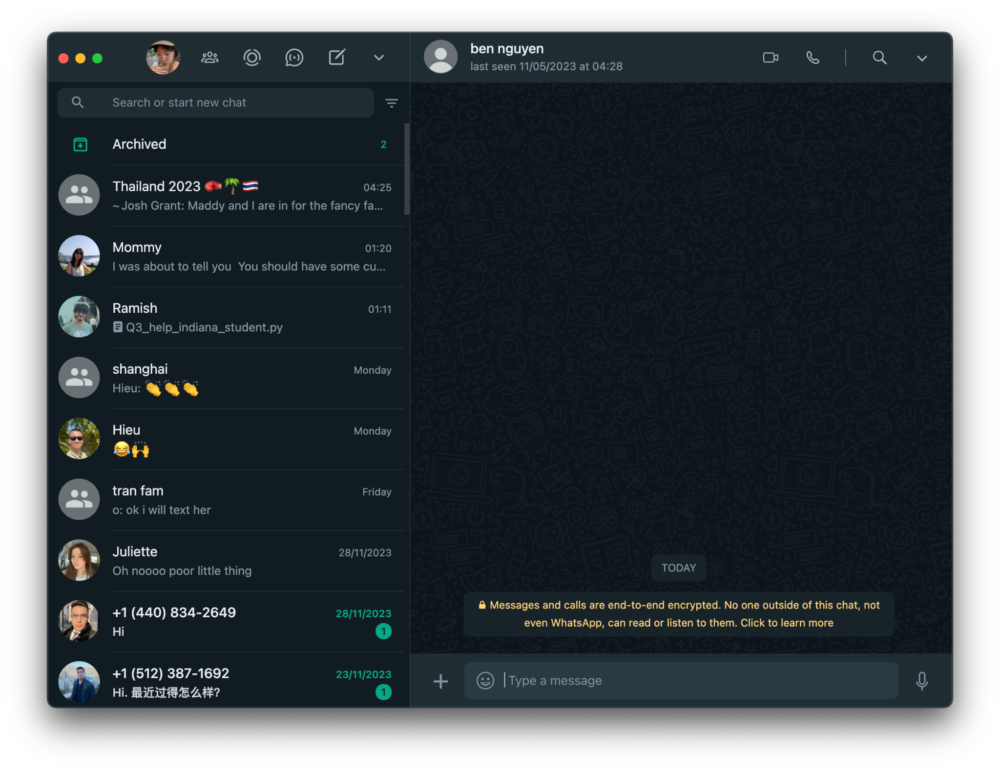 Search or start new chat
Archived 2
Thailand 2023 🥊🌴🇹🇭 04:25
~Josh Grant: Maddy and I are in for the fancy fa...
Mommy 01:20
I was about to tell you  You should have some cu...
Ramish 01:11
Q3_help_indiana_student.py
shanghai Monday
Hieu: 👏👏👏
Hieu Monday
😂🙌
tran fam Friday
o: ok i will text her
Juliette 28/11/2023
Oh noooo poor little thing
+1 (440) 834-2649 28/11/2023
Hi 1
+1 (512) 387-1692 23/11/2023
Hi. 最近过得怎么样? 1
ben nguyen
last seen 11/05/2023 at 04:28
TODAY
🔒 Messages and calls are end-to-end encrypted. No one outside of this chat, not
even WhatsApp, can read or listen to them. Click to learn more
Type a message